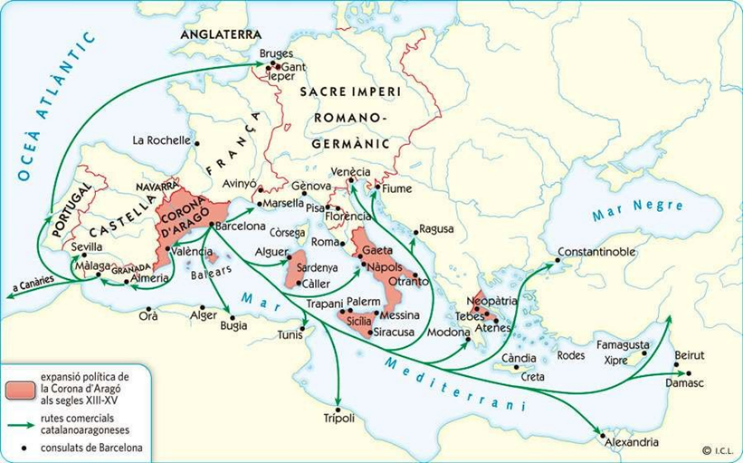 OCEÀ ATLÀNTIC
ANGLATERRA
Bruges
Gant
Ieper
SACRE IMPERI
ROMANO-
GERMÀNIC
FRANÇA
La Rochelle
NAVARRA
PORTUGAL
CASTELLA
CORONA
D'ARAGÓ
Avinyó
Marsella
Gènova
Pisa
Florència
Venècia
Fiume
Ragusa
Mar Negre
Barcelona
Còrsega
Roma
Gaeta
Nàpols
Otranto
Constantinoble
Sevilla
València
Balears
Alguer
Sardenya
Càller
Màlaga
GRANADA
Almeria
a Canàries
Orà
Alger
Bugia
Mar Mediterrani
Tunis
Trapani
Palerm
Messina
Sicília
Siracusa
Neopàtria
Tebes
Atenes
Modona
Càndia
Creta
Rodes
Famagusta
Xipre
Beirut
Damasc
Trípoli
Alexandria
expansió política de
la Corona d'Aragó
als segles XIII-XV
rutes comercials
catalanoaragoneses
consulats de Barcelona
© I.C.L.